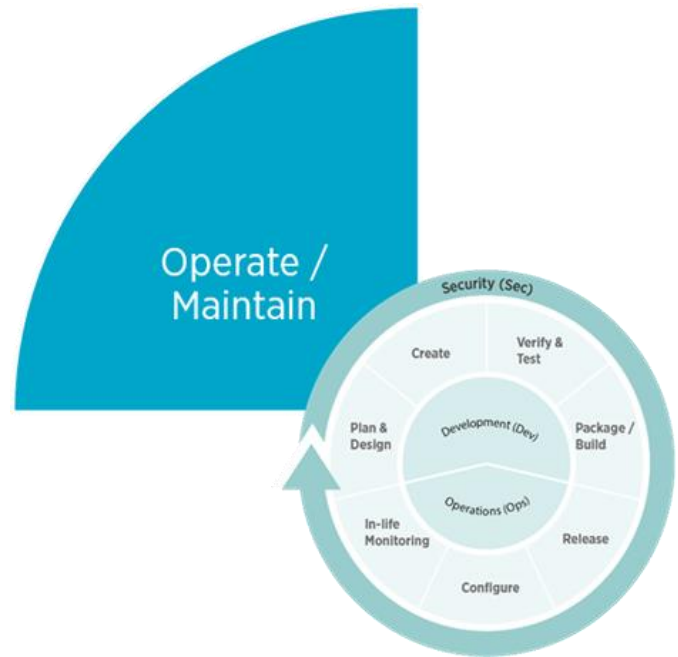 Operate /
Maintain
Security (Sec)
Create
Verify &
Test
Plan &
Design
Development (Dev)
Package /
Build
Operations (Ops)
In-life
Monitoring
Release
Configure